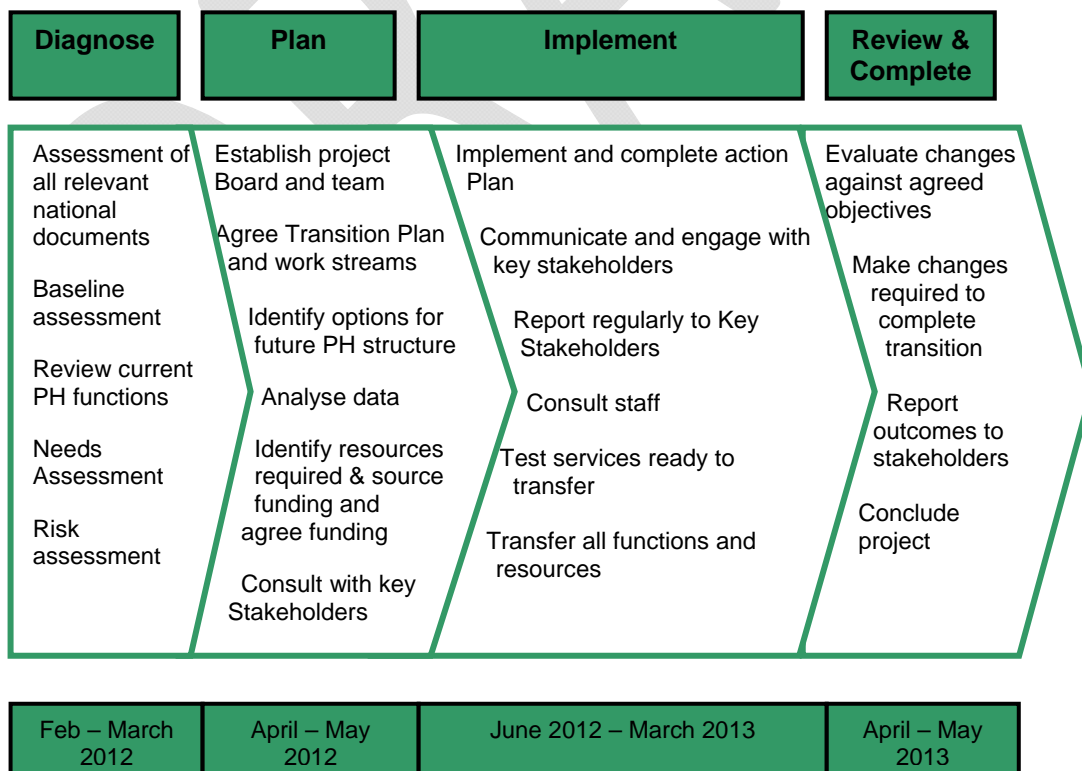 Diagnose
Plan
Implement
Review &
Complete
Assessment of
all relevant
national
documents
Baseline
assessment
Review current
PH functions
Needs
Assessment
Risk
assessment
Establish project
Board and team
Agree Transition Plan
and work streams
Identify options for
future PH structure
Analyse data
Identify resources
required & source
funding and
agree funding
Consult with key
Stakeholders
Implement and complete action
Plan
Communicate and engage with
key stakeholders
Report regularly to Key
Stakeholders
Consult staff
Test services ready to
transfer
Transfer all functions and
resources
Evaluate changes
against agreed
objectives
Make changes
required to
complete
transition
Report
outcomes to
stakeholders
Conclude
project
Feb – March
2012
April – May
2012
June 2012 – March 2013
April – May
2013